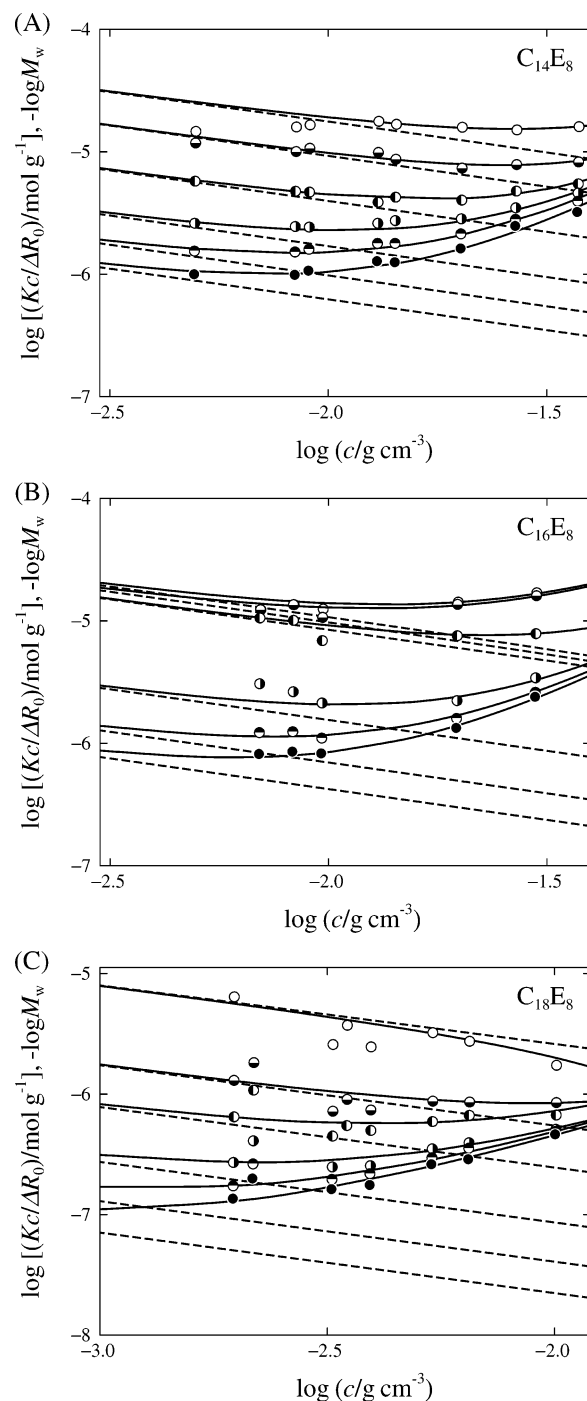 (A)
C₁₄E₈
log [(Kc/ΔR₀)/mol g⁻¹], -logM_w
−4
−5
−6
−7
−2.5 −2.0 −1.5
log (c/g cm⁻³)
(B)
C₁₆E₈
log [(Kc/ΔR₀)/mol g⁻¹], -logM_w
−4
−5
−6
−7
−2.5 −2.0 −1.5
log (c/g cm⁻³)
(C)
C₁₈E₈
log [(Kc/ΔR₀)/mol g⁻¹], -logM_w
−5
−6
−7
−8
−3.0 −2.5 −2.0
log (c/g cm⁻³)